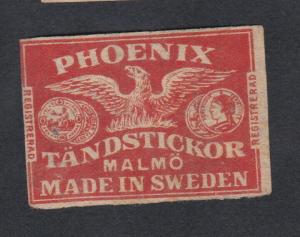 PHOENIX
REGISTRERAD
REGISTRERAD
TÄNDSTICKOR
MALMÖ
MADE IN SWEDEN